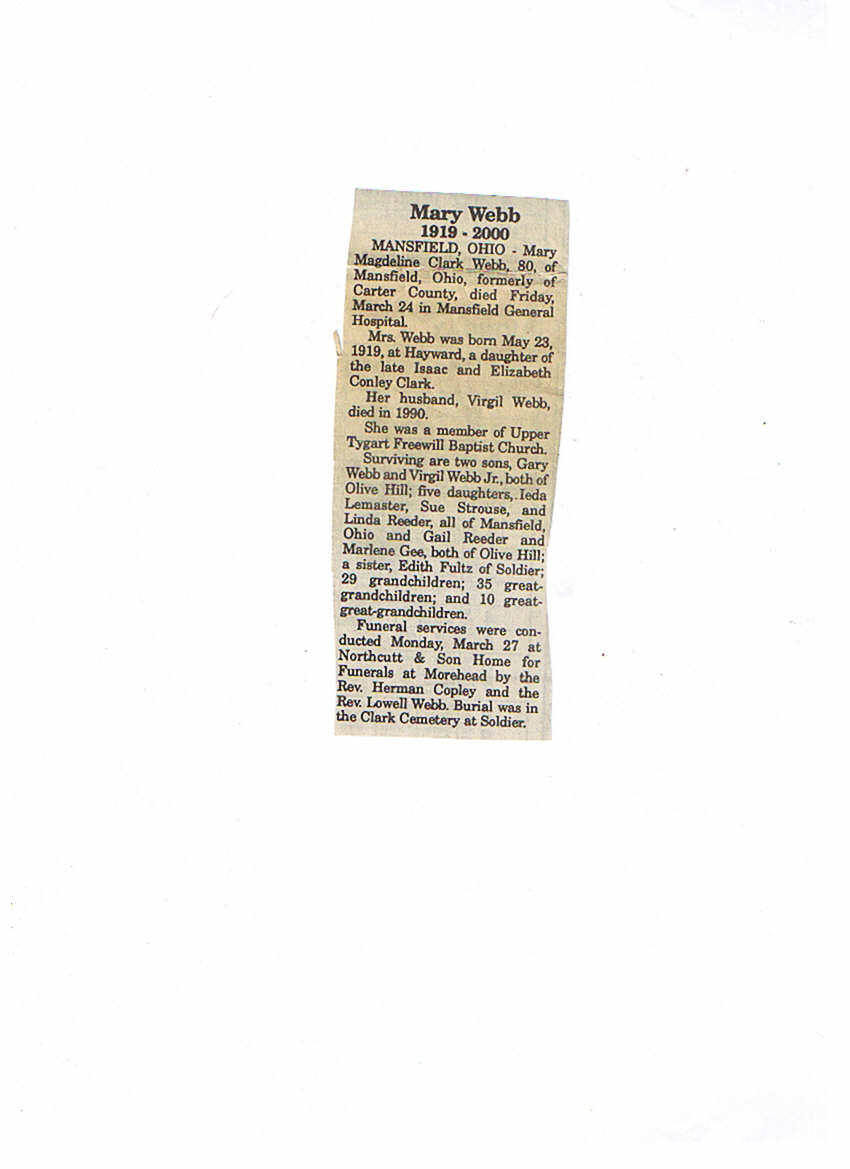 Mary Webb
1919 - 2000
MANSFIELD, OHIO - Mary
Magdeline Clark Webb, 80, of
Mansfield, Ohio, formerly of
Carter County, died Friday,
March 24 in Mansfield General
Hospital.
Mrs. Webb was born May 23,
1919, at Hayward, a daughter of
the late Isaac and Elizabeth
Conley Clark.
Her husband, Virgil Webb,
died in 1990.
She was a member of Upper
Tygart Freewill Baptist Church.
Surviving are two sons, Gary
Webb and Virgil Webb Jr., both of
Olive Hill; five daughters, Ieda
Lemaster, Sue Strouse, and
Linda Reeder, all of Mansfield,
Ohio and Gail Reeder and
Marlene Gee, both of Olive Hill;
a sister, Edith Fultz of Soldier;
29 grandchildren; 35 great-
grandchildren; and 10 great-
great-grandchildren.
Funeral services were con-
ducted Monday, March 27 at
Northcutt & Son Home for
Funerals at Morehead by the
Rev. Herman Copley and the
Rev. Lowell Webb. Burial was in
the Clark Cemetery at Soldier.